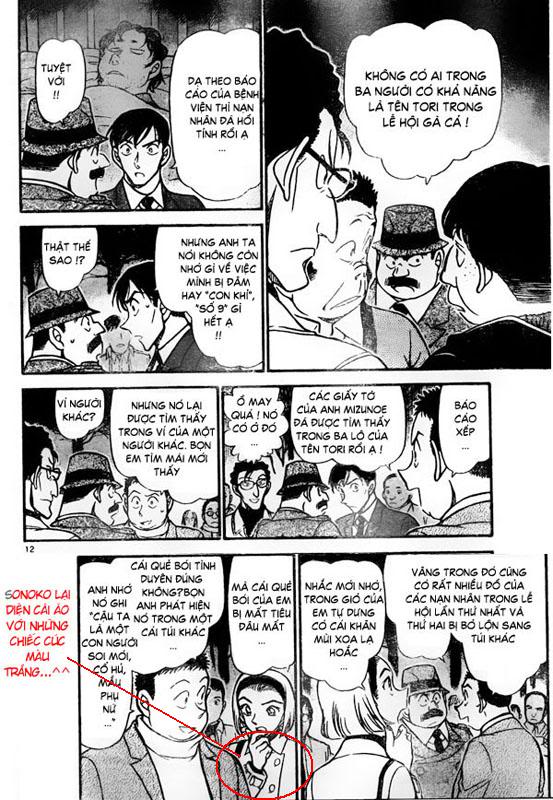 KHÔNG CÓ AI TRONG
BA NGƯỜI CÓ KHẢ NĂNG
LÀ TÊN TORI TRONG
LỄ HỘI GÀ CẢ !
DẠ THEO BÁO
CÁO CỦA BỆNH
VIỆN THÌ NẠN
NHÂN ĐÃ HỒI
TỈNH RỒI Ạ
...
TUYỆT
VỜI
!!
NHƯNG ANH TA
NÓI KHÔNG CÒN
NHỚ GÌ VỀ VIỆC
MÌNH BỊ ĐÂM
HAY "CON KHỈ",
"SỐ 9" GÌ
HẾT Ạ
!!
THẬT THẾ
SAO !?
BÁO
CÁO XẾP
...
CÁC GIẤY TỜ
CỦA ANH MIZUNOE
ĐÃ ĐƯỢC TÌM THẤY
TRONG BA LÔ CỦA
TÊN TORI RỒI Ạ !
Ồ MAY
QUÁ ! NÓ
CÓ Ở ĐÓ
...
NHƯNG NÓ LẠI
ĐƯỢC TÌM THẤY
TRONG VÍ CỦA MỘT
NGƯỜI KHÁC. BỌN
EM TÌM MÃI MỚI
THẤY
VÍ NGƯỜI
KHÁC?
12
VÂNG TRONG ĐÓ CŨNG
CÓ RẤT NHIỀU ĐỒ CỦA
CÁC NẠN NHÂN TRONG LỄ
HỘI LẦN THỨ NHẤT VÀ
THỨ HAI BỊ BỎ LỘN SANG
TÚI KHÁC
NHẮC MỚI NHỚ,
TRONG GIỎ CỦA
EM TỰ DƯNG
CÓ CÁI KHĂN
MÙI XOA LẠ
HOẮC
...
MÀ CÁI QUẺ
BÓI CỦA EM
BỊ MẤT TIÊU
ĐÂU MẤT
...
CÁI QUẺ BÓI TÌNH
DUYÊN ĐÚNG
KHÔNG?BỌN
ANH PHÁT HIỆN
NÓ TRONG MỘT
CÁI TÚI KHÁC
...
ANH NHỚ
NÓ GHI
"CẬU TA
LÀ MỘT
CON NGƯỜI
SOI MÓI,
CỔ HỦ,
MẪU
PHỤ
NỮ
..."
SONOKO LẠI
DIỆN CÁI ÁO
VỚI NHỮNG
CHIẾC CÚC
MÀU
TRẮNG...^^